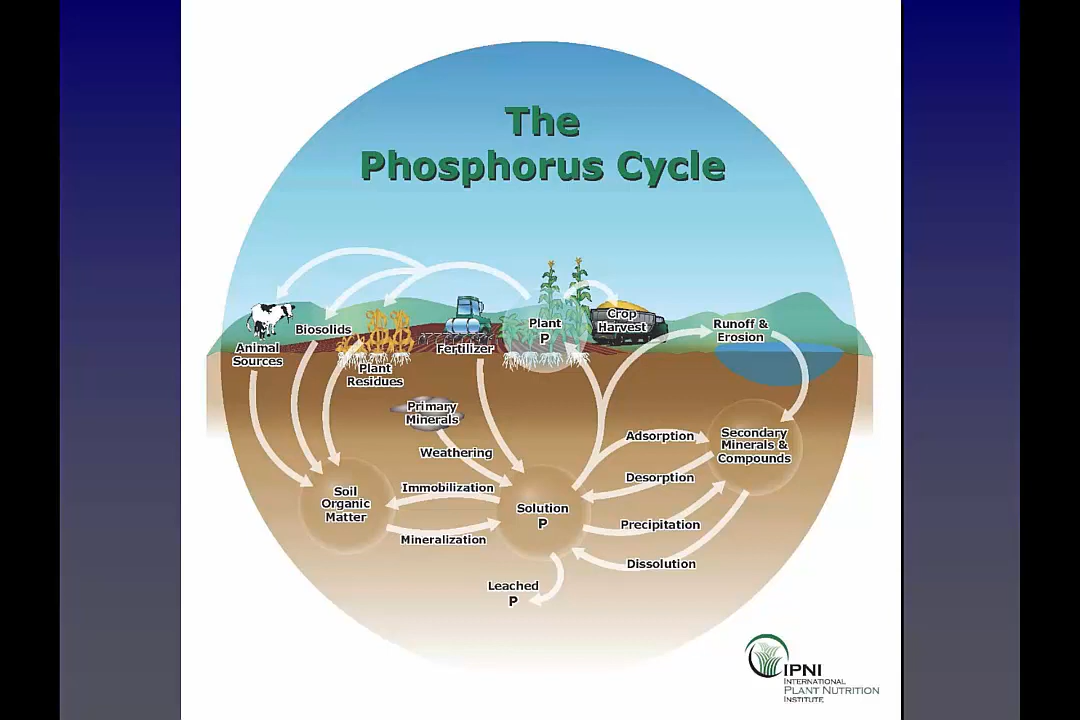 The
Phosphorus Cycle
Animal
Sources
Biosolids
Plant
Residues
Fertilizer
Plant
P
Crop
Harvest
Runoff &
Erosion
Primary
Minerals
Weathering
Adsorption
Secondary
Minerals &
Compounds
Desorption
Immobilization
Soil
Organic
Matter
Solution
P
Precipitation
Mineralization
Dissolution
Leached
P
IPNI
INTERNATIONAL
PLANT NUTRITION
INSTITUTE